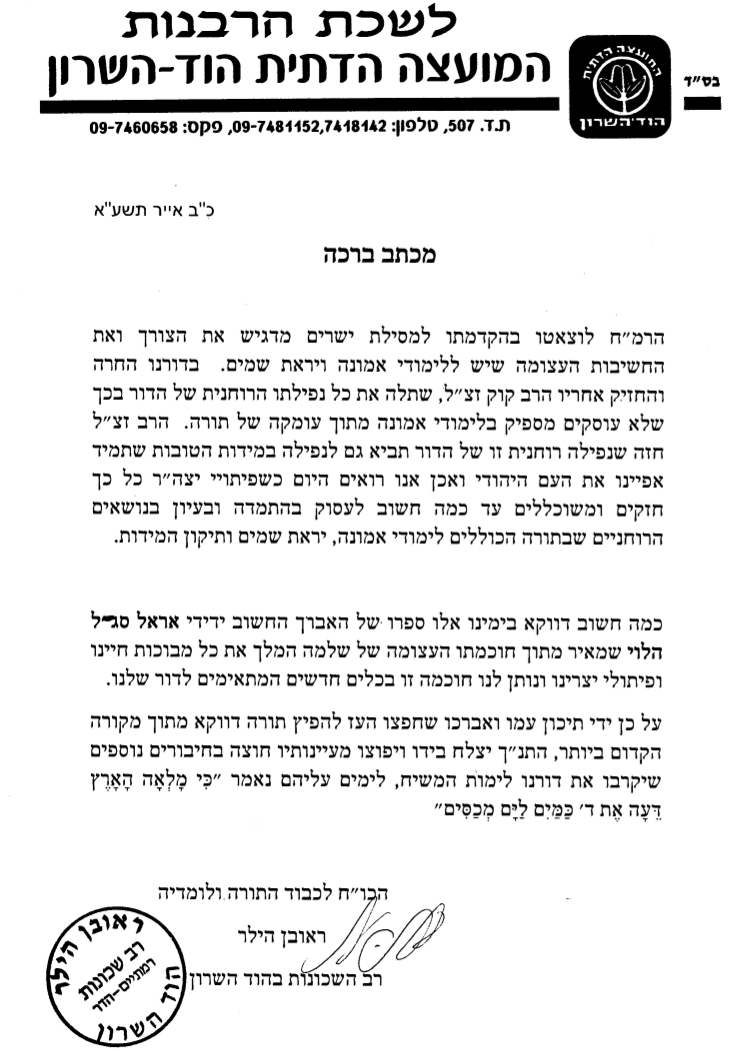 לשכת הרבנות
המועצה הדתית הוד-השרון
בס״ד
המועצה הדתית
הוד-השרון
ת.ד. 507, טלפון: 09-7481152,7418142, פקס: 09-7460658
כ"ב אייר תשע"א
מכתב ברכה
הרמ״ח לוצאטו בהקדמתו למסילת ישרים מדגיש את הצורך ואת
החשיבות העצומה שיש ללימודי אמונה ויראת שמים. בדורנו החרה
והחזיק אחריו הרב קוק זצ״ל, שתלה את כל נפילתו הרוחנית של הדור בכך
שלא עוסקים מספיק בלימודי אמונה מתוך עומקה של תורה. הרב זצ״ל
חזה שנפילה רוחנית זו של הדור תביא גם לנפילה במידות הטובות שתמיד
אפיינו את העם היהודי ואכן אנו רואים היום כשפיתויי יצה״ר כל כך
חזקים ומשוכללים עד כמה חשוב לעסוק בהתמדה ובעיון בנושאים
הרוחניים שבתורה הכוללים לימודי אמונה, יראת שמים ותיקון המידות.
כמה חשוב דווקא בימינו אלו ספרו של האברך החשוב ידידי אראל סג״ל
הלוי שמאיר מתוך חוכמתו העצומה של שלמה המלך את כל מבוכות חיינו
ופיתולי יצרינו ונותן לנו חוכמה זו בכלים חדשים המתאימים לדור שלנו.
על כן ידי תיכון עמו ואברכו שחפצו העז להפיץ תורה דווקא מתוך מקורה
הקדום ביותר, התנ״ך יצלח בידו ויפוצו מעיינותיו חוצה בחיבורים נוספים
שיקרבו את דורנו לימות המשיח, לימים עליהם נאמר ״כִּי מָלְאָה הָאָרֶץ
דֵּעָה אֶת ד׳ כַּמַּיִם לַיָּם מְכַסִּים״
הכו״ח לכבוד התורה ולומדיה
ראובן הילר
רב השכונות בהוד השרון
ראובן הילר
רב שכונות
רמתיים-הדר
הוד השרון